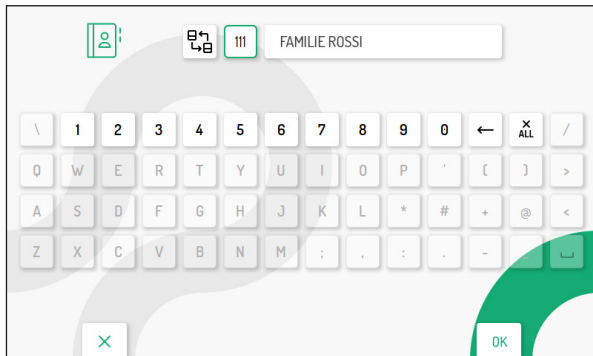 111 FAMILIE ROSSI
\ 1 2 3 4 5 6 7 8 9 0 ← × ALL /
Q W E R T Y U I O P ' ( ) >
A S D F G H J K L * # + @ <
Z X C V B N M ; , : . - _
× OK